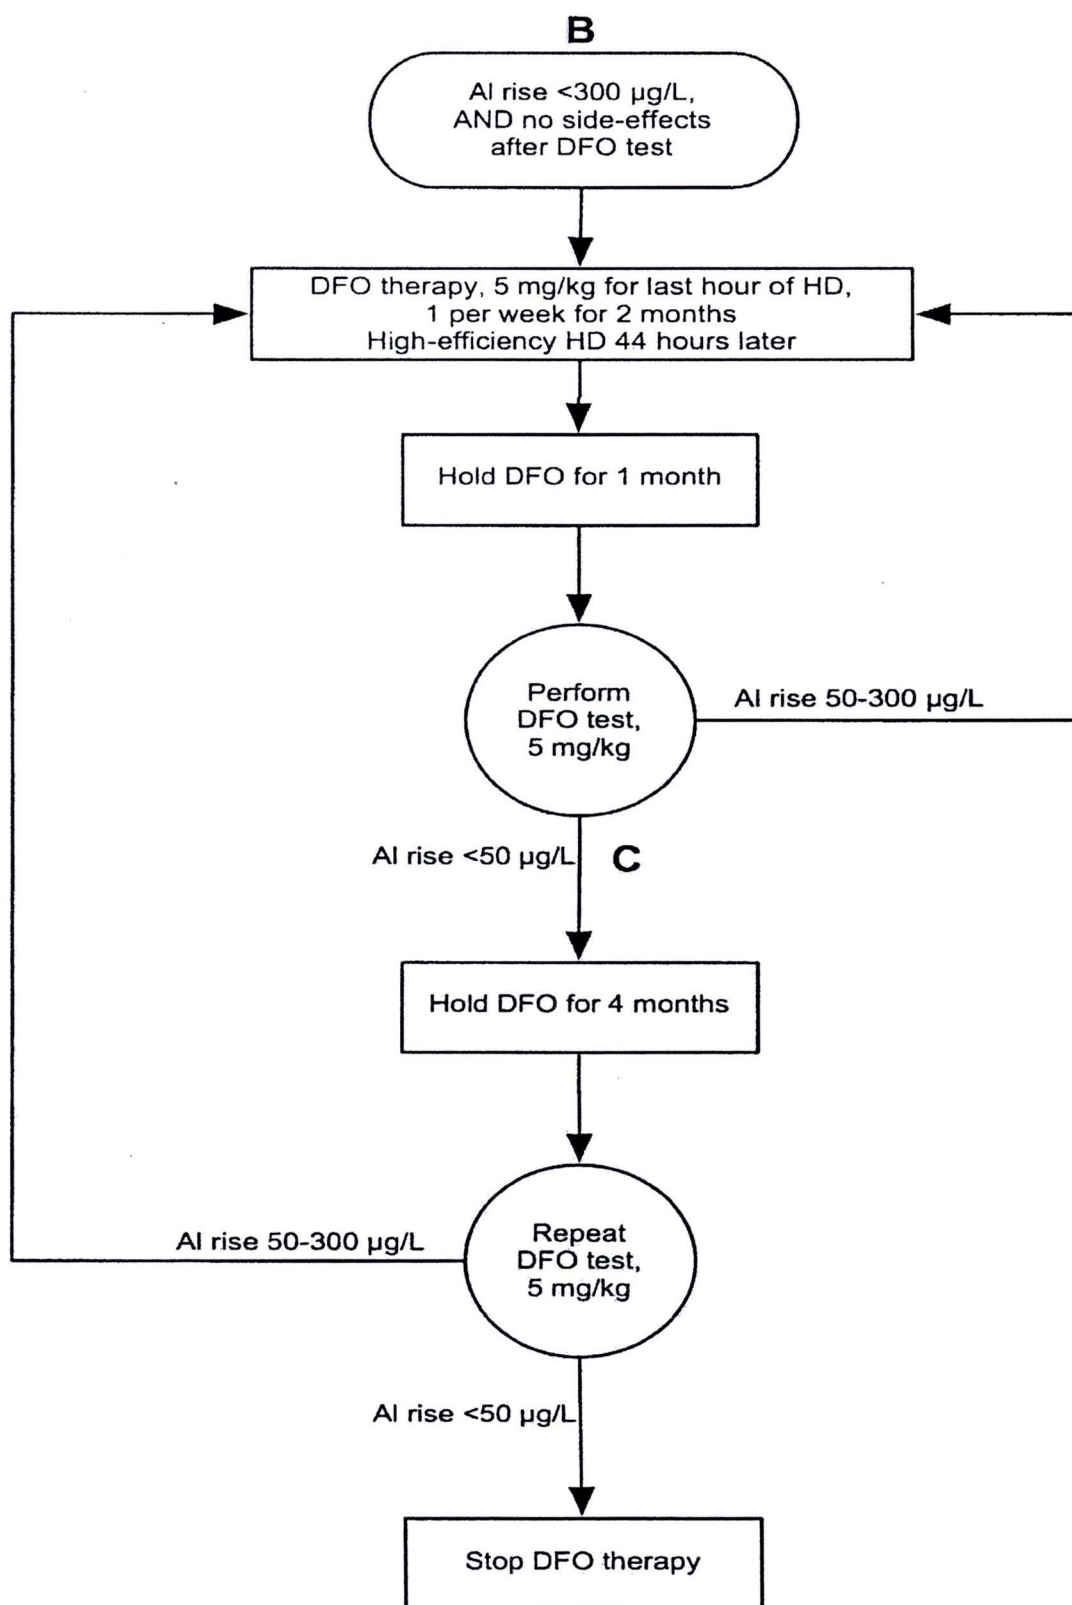 B
Al rise <300 µg/L,
AND no side-effects
after DFO test
DFO therapy, 5 mg/kg for last hour of HD,
1 per week for 2 months
High-efficiency HD 44 hours later
Hold DFO for 1 month
Perform
DFO test,
5 mg/kg
Al rise 50-300 µg/L
Al rise <50 µg/L
C
Hold DFO for 4 months
Repeat
DFO test,
5 mg/kg
Al rise 50-300 µg/L
Al rise <50 µg/L
Stop DFO therapy